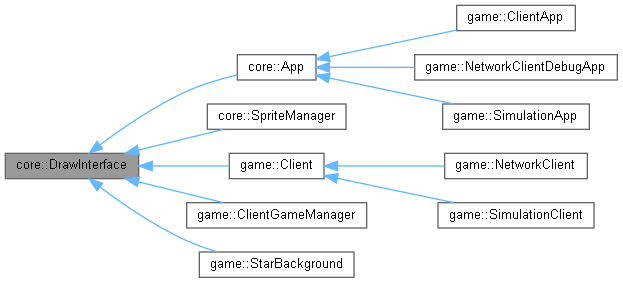 game::ClientApp
core::App
game::NetworkClientDebugApp
game::SimulationApp
core::SpriteManager
core::DrawInterface
game::Client
game::NetworkClient
game::ClientGameManager
game::SimulationClient
game::StarBackground